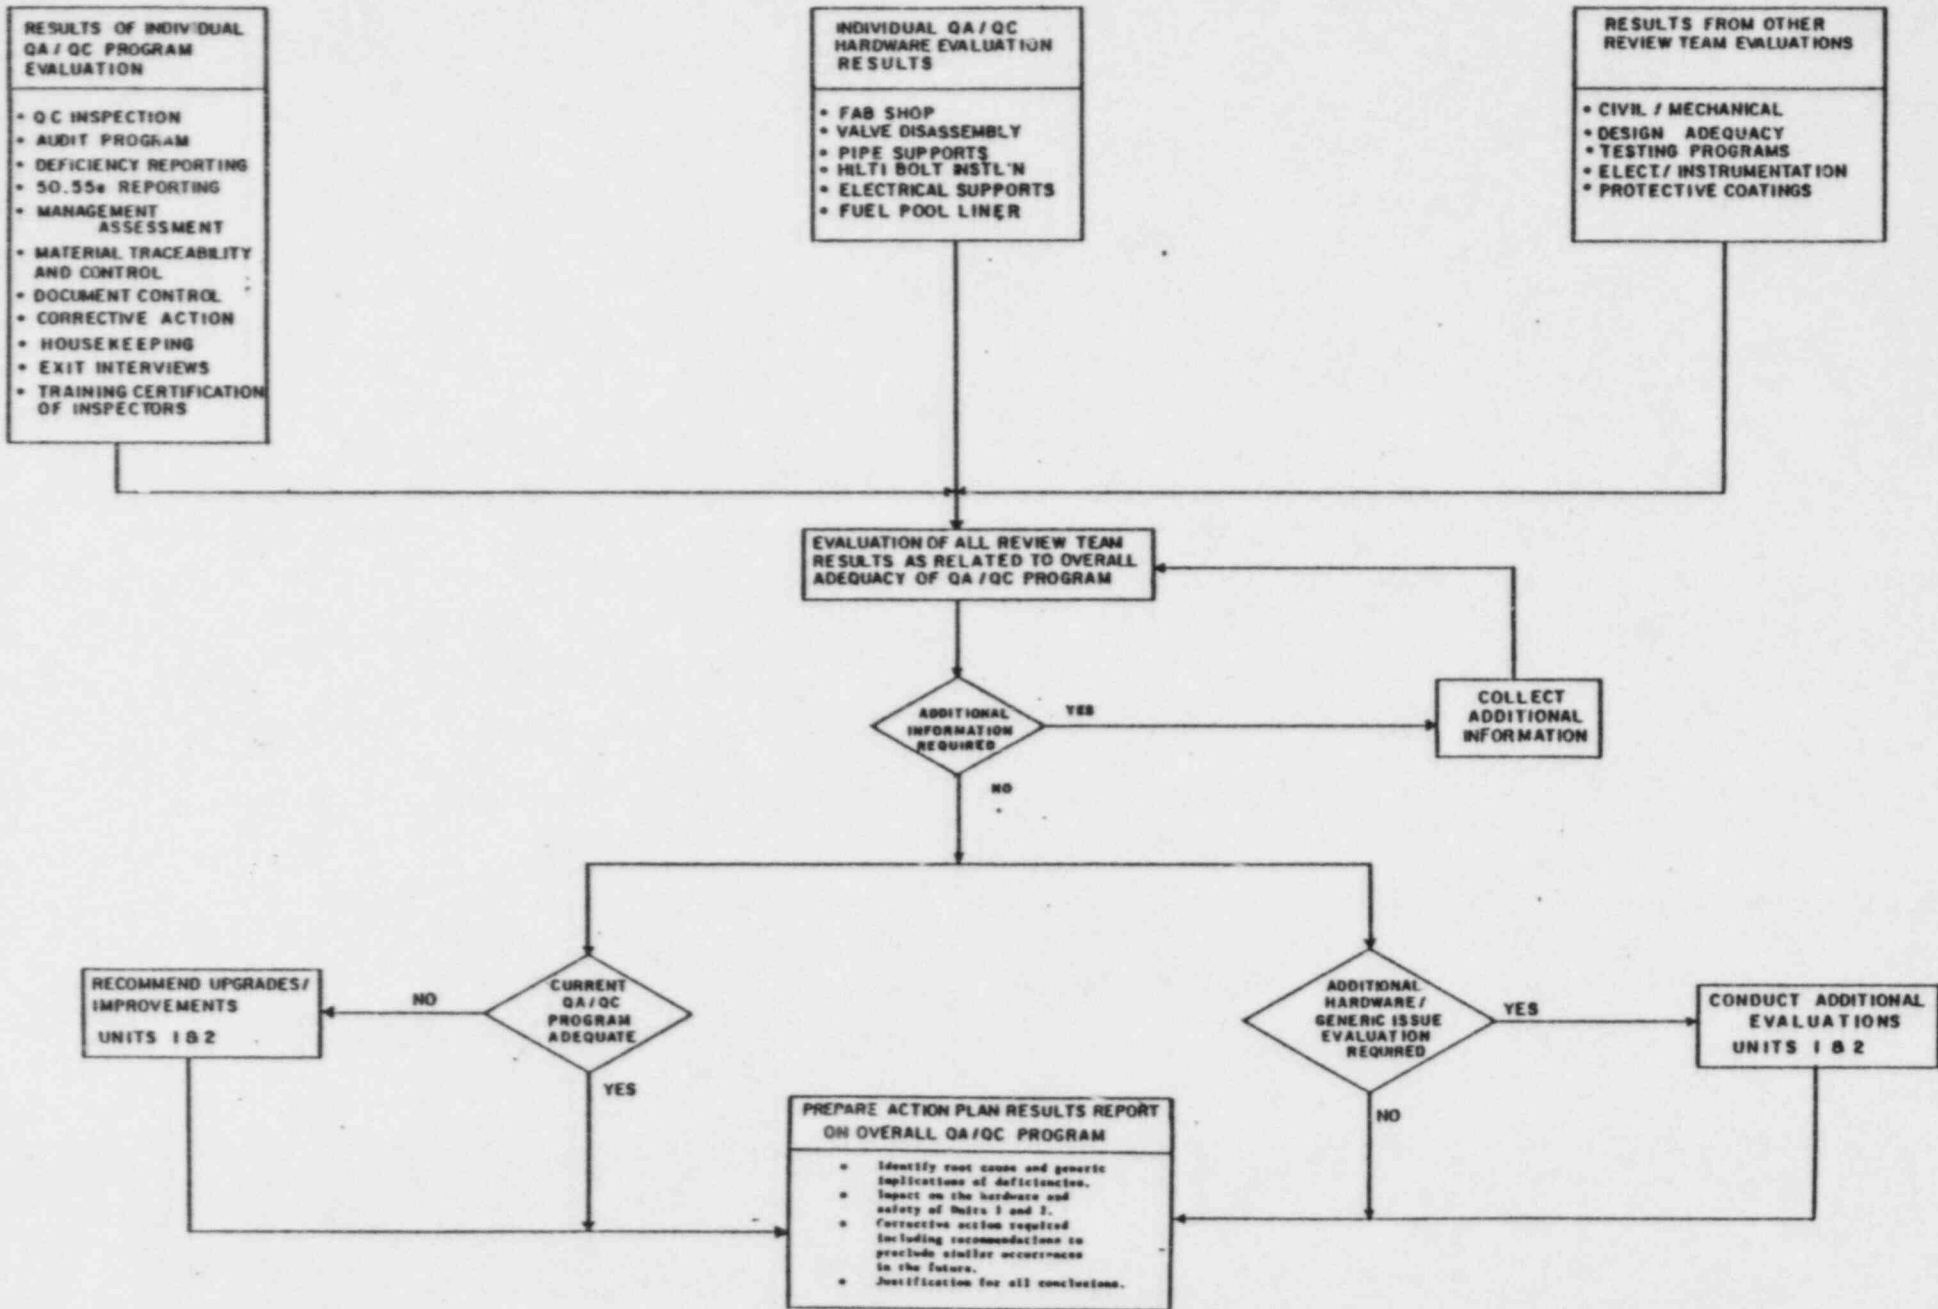 RESULTS OF INDIVIDUAL
QA / QC PROGRAM
EVALUATION
• QC INSPECTION
• AUDIT PROGRAM
• DEFICIENCY REPORTING
• 50.55e REPORTING
• MANAGEMENT
ASSESSMENT
• MATERIAL TRACEABILITY
AND CONTROL
• DOCUMENT CONTROL
• CORRECTIVE ACTION
• HOUSEKEEPING
• EXIT INTERVIEWS
• TRAINING CERTIFICATION
OF INSPECTORS
INDIVIDUAL QA / QC
HARDWARE EVALUATION
RESULTS
• FAB SHOP
• VALVE DISASSEMBLY
• PIPE SUPPORTS
• HILTI BOLT INSTL'N
• ELECTRICAL SUPPORTS
• FUEL POOL LINER
RESULTS FROM OTHER
REVIEW TEAM EVALUATIONS
• CIVIL / MECHANICAL
• DESIGN ADEQUACY
• TESTING PROGRAMS
• ELECT / INSTRUMENTATION
• PROTECTIVE COATINGS
EVALUATION OF ALL REVIEW TEAM
RESULTS AS RELATED TO OVERALL
ADEQUACY OF QA / QC PROGRAM
ADDITIONAL
INFORMATION
REQUIRED
YES
COLLECT
ADDITIONAL
INFORMATION
NO
RECOMMEND UPGRADES /
IMPROVEMENTS
UNITS 1 & 2
NO
CURRENT
QA / QC
PROGRAM
ADEQUATE
YES
ADDITIONAL
HARDWARE /
GENERIC ISSUE
EVALUATION
REQUIRED
YES
CONDUCT ADDITIONAL
EVALUATIONS
UNITS 1 & 2
NO
PREPARE ACTION PLAN RESULTS REPORT
ON OVERALL QA / QC PROGRAM
• Identify root cause and generic
implications of deficiencies.
• Impact on the hardware and
safety of Units 1 and 2.
• Corrective action required
including recommendations to
preclude similar occurrences
in the future.
• Justification for all conclusions.